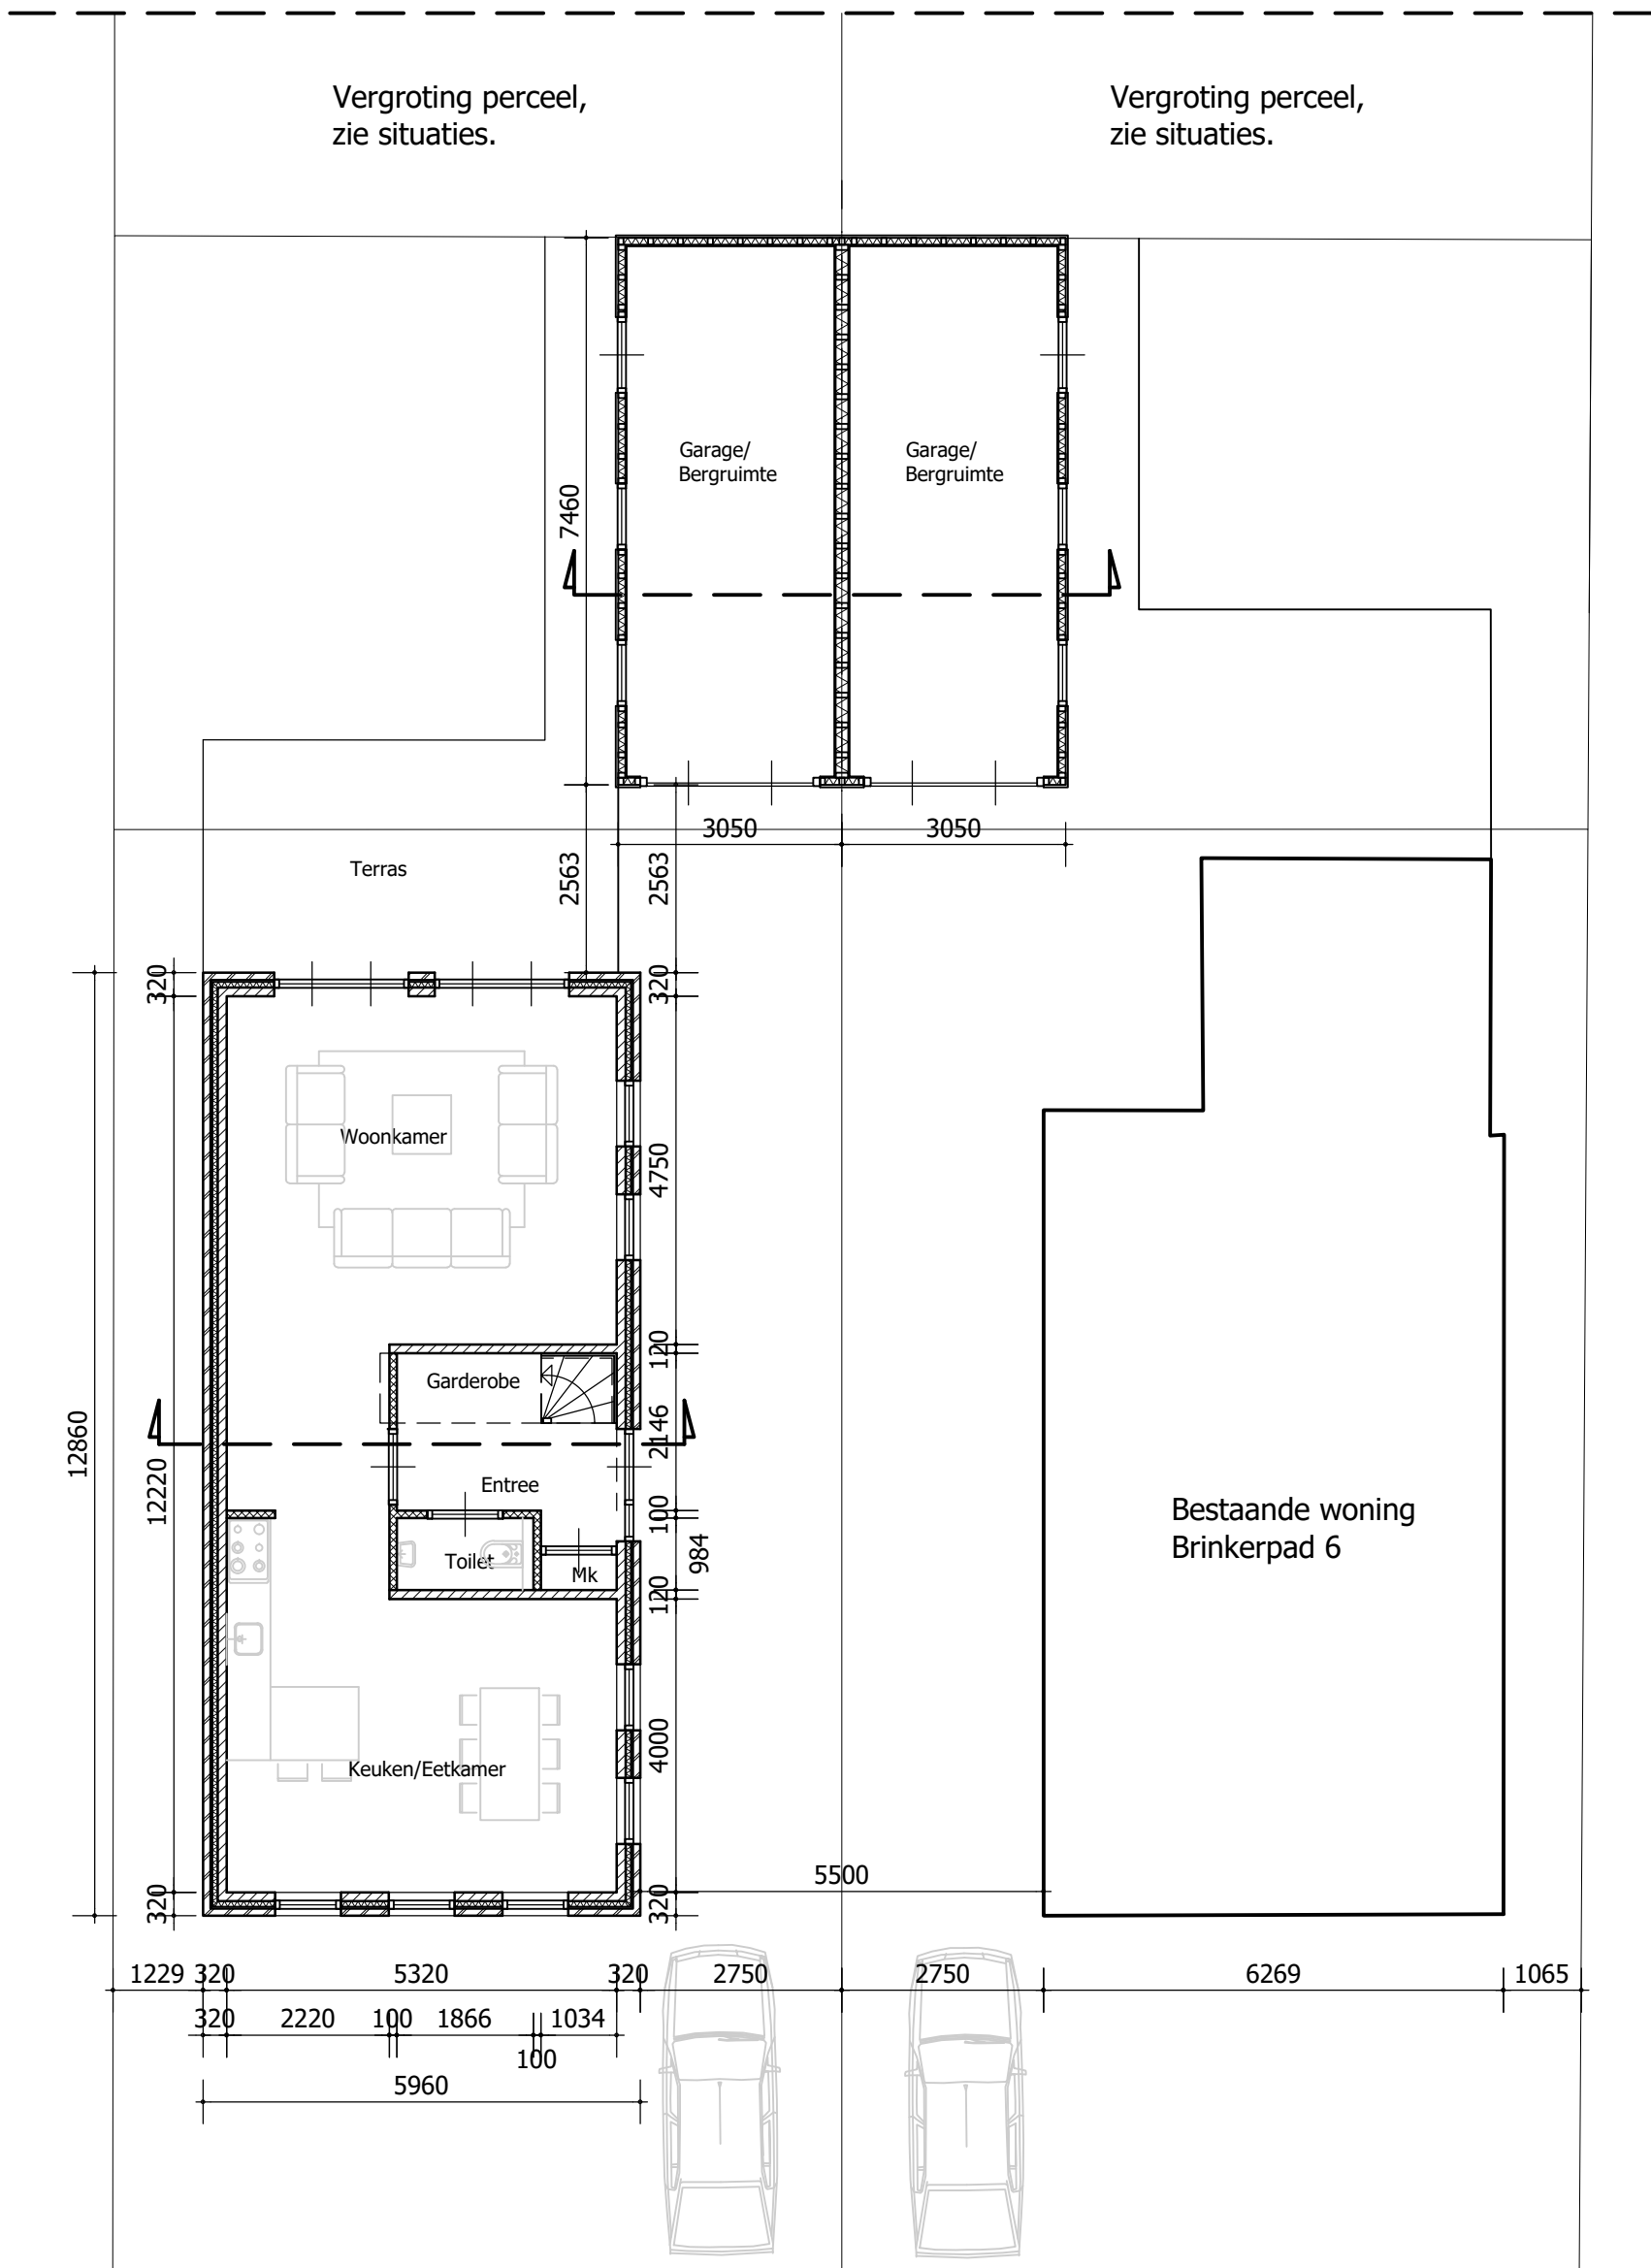 Vergroting perceel,
zie situaties.
Vergroting perceel,
zie situaties.
Garage/
Bergruimte
Garage/
Bergruimte
7460
3050
3050
2563
2563
Terras
320
320
Woonkamer
4750
120
Garderobe
2146
12860
12220
Entree
100
984
Toilet
Mk
120
Bestaande woning
Brinkerpad 6
4000
Keuken/Eetkamer
5500
320
320
1229 320 5320 320 2750 2750 6269 1065
320 2220 100 1866 1034
100
5960